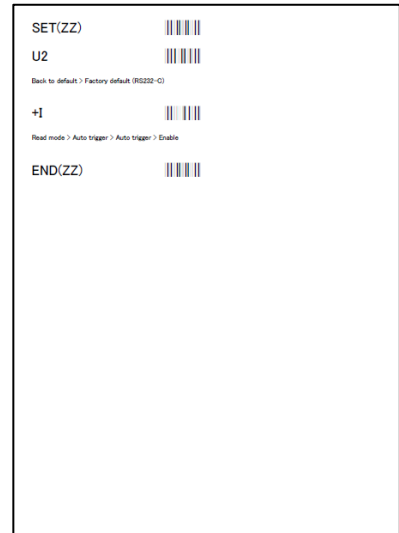 SET(ZZ)
U2
Back to default > Factory default (RS232-C)
+I
Read mode > Auto trigger > Auto trigger > Enable
END(ZZ)